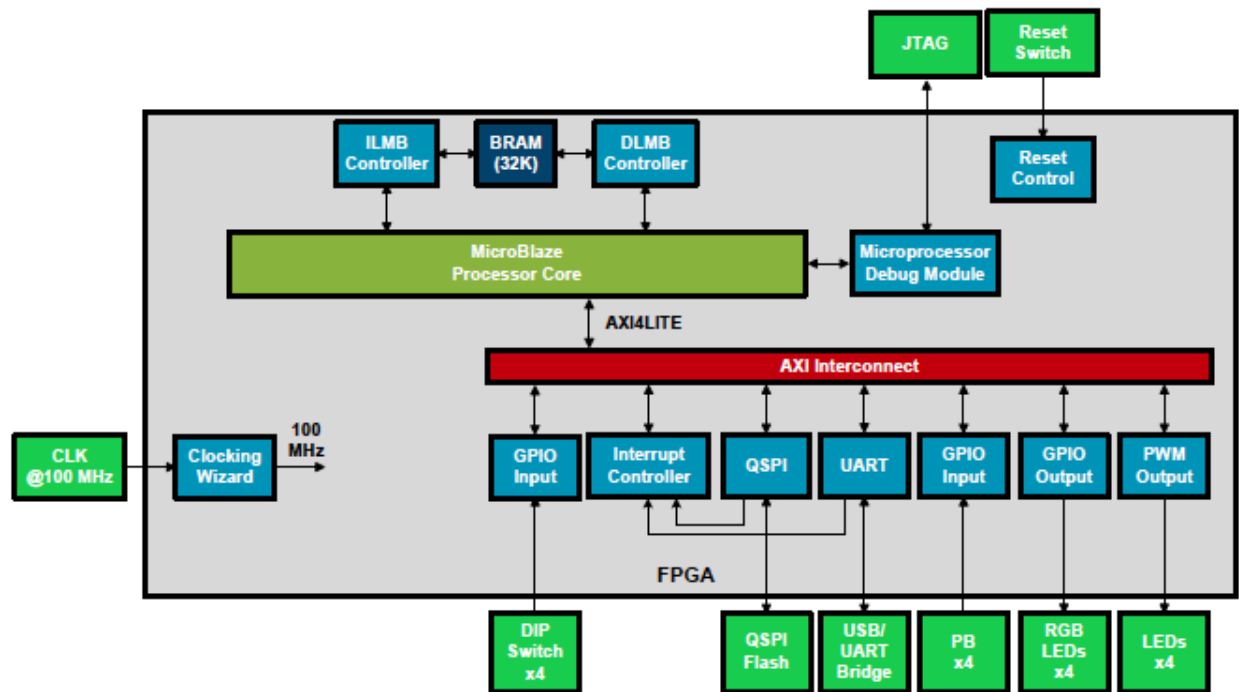 JTAG
Reset
Switch
ILMB
Controller
BRAM
(32K)
DLMB
Controller
Reset
Control
MicroBlaze
Processor Core
Microprocessor
Debug Module
AXI4LITE
AXI Interconnect
CLK
@100 MHz
Clocking
Wizard
100
MHz
GPIO
Input
Interrupt
Controller
QSPI
UART
GPIO
Input
GPIO
Output
PWM
Output
FPGA
DIP
Switch
x4
QSPI
Flash
USB/
UART
Bridge
PB
x4
RGB
LEDs
x4
LEDs
x4